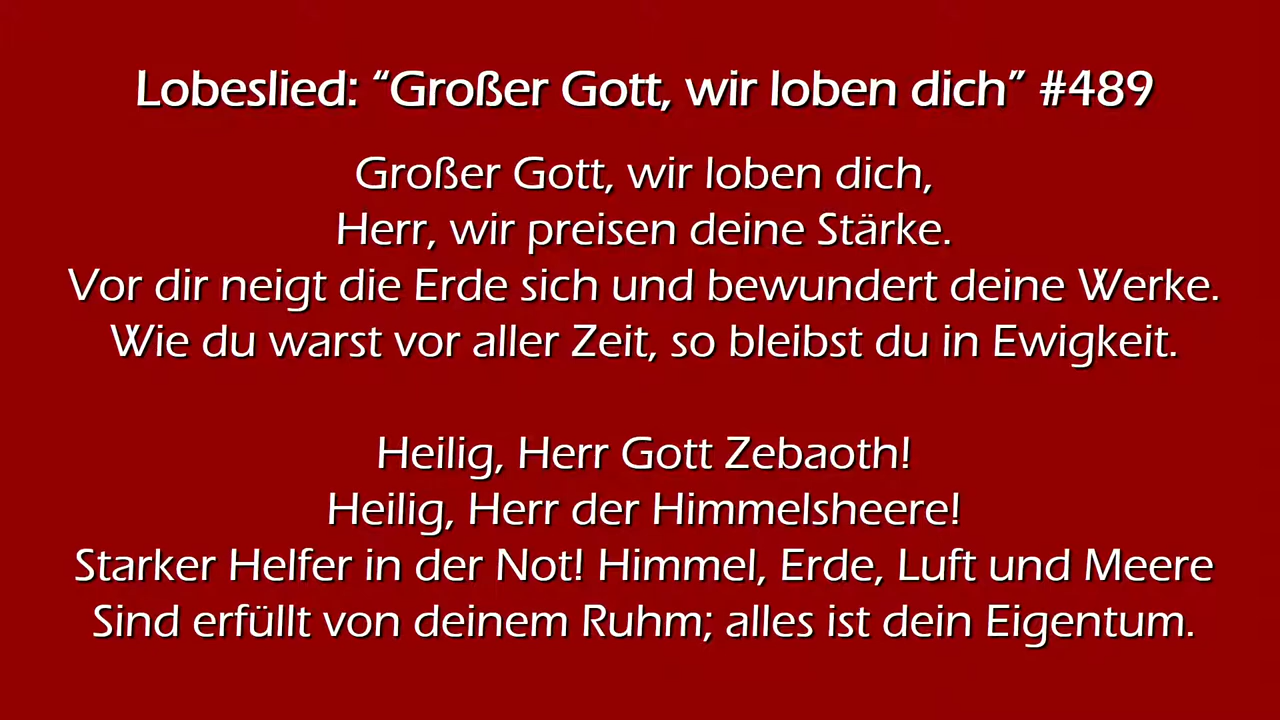 Lobeslied: “Großer Gott, wir loben dich” #489
Großer Gott, wir loben dich,
Herr, wir preisen deine Stärke.
Vor dir neigt die Erde sich und bewundert deine Werke.
Wie du warst vor aller Zeit, so bleibst du in Ewigkeit.
Heilig, Herr Gott Zebaoth!
Heilig, Herr der Himmelsheere!
Starker Helfer in der Not! Himmel, Erde, Luft und Meere
Sind erfüllt von deinem Ruhm; alles ist dein Eigentum.